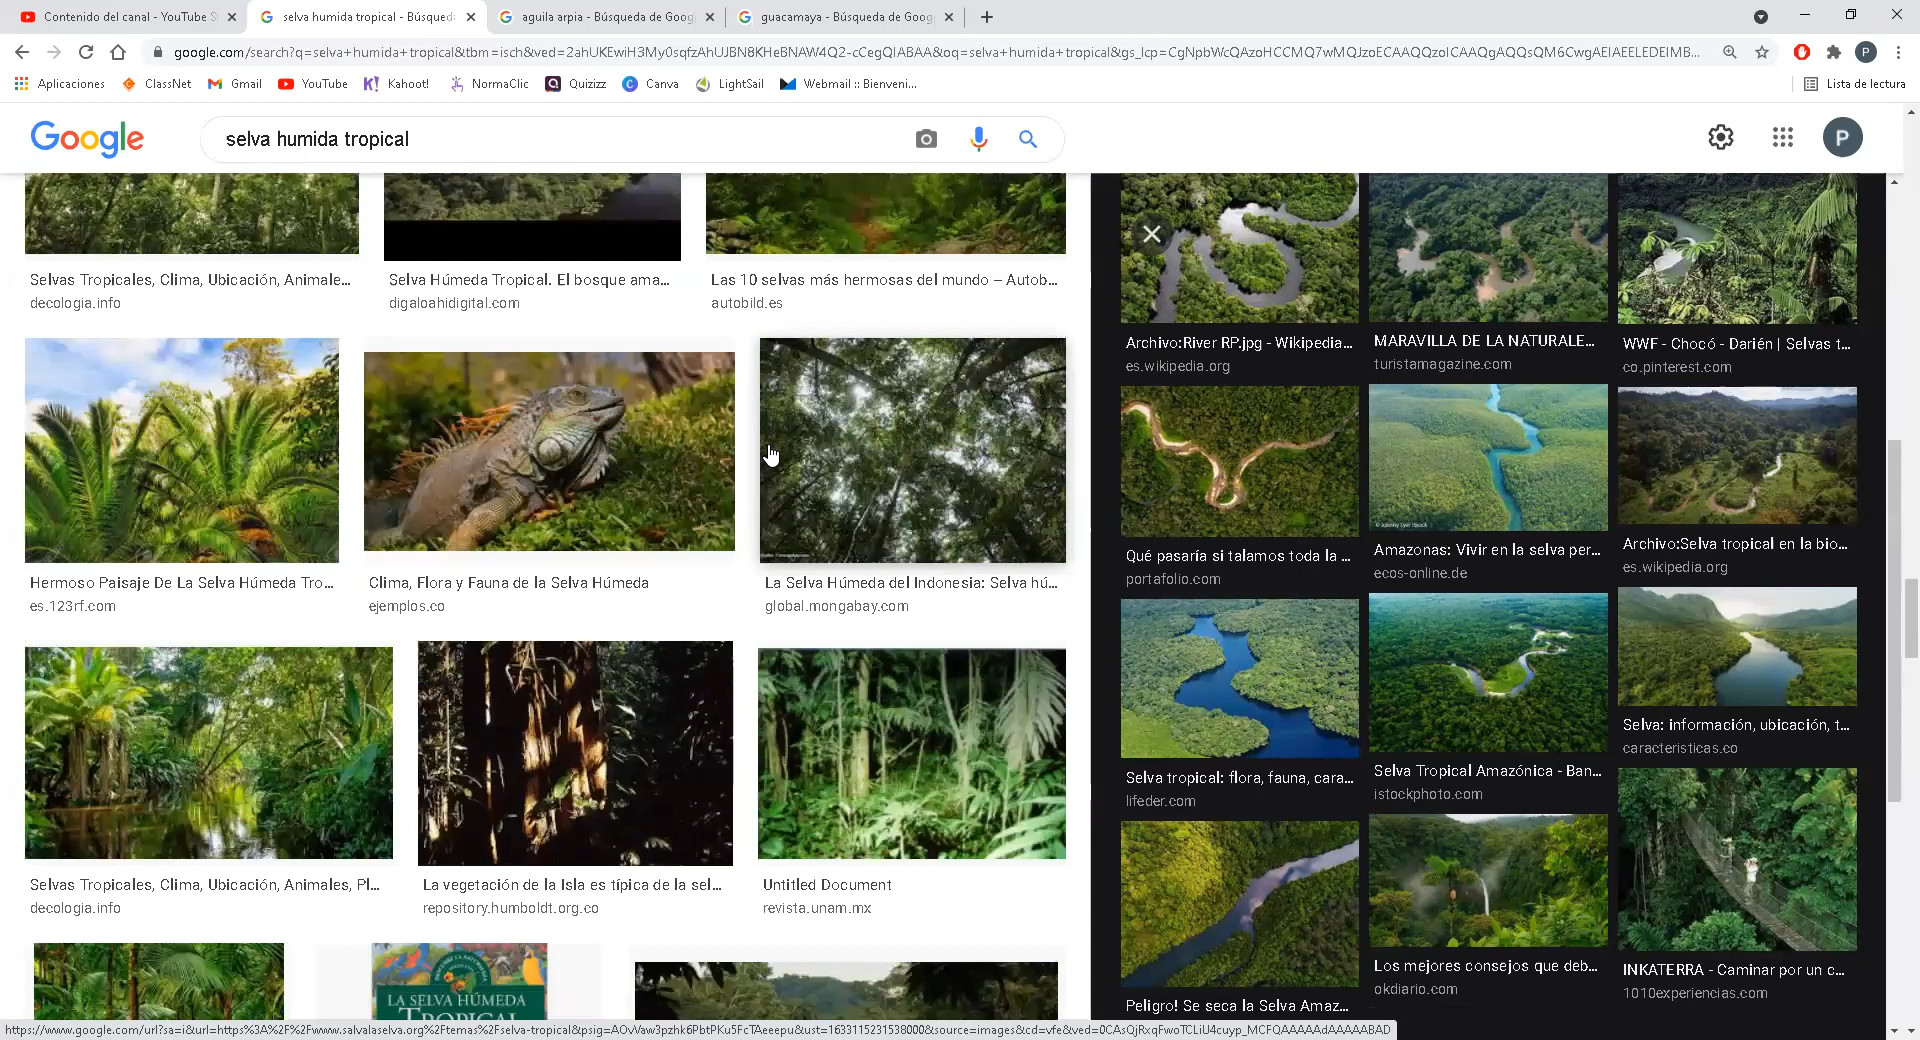 Contenido del canal - YouTube S
selva humida tropical - Búsqueda
aguila arpia - Búsqueda de Goog
guacamaya - Búsqueda de Goog
google.com/search?q=selva+humida+tropical&tbm=isch&ved=2ahUKEwiH3My0sqfzAhUJBN8KHeBNAW4Q2-cCegQIABAA&oq=selva+humida+tropical&gs_lcp=CgNpbWcQAzoHCCMQ7wMQJzoECAAQQzoICAAQgAQQsQM6CwgAEIAEELEDEIMB...
Aplicaciones ClassNet Gmail YouTube Kahoot! NormaClic Quizizz Canva LightSail Webmail :: Bienveni... Lista de lectura
Google
selva humida tropical
P
Selvas Tropicales, Clima, Ubicación, Animale...
decologia.info
Selva Húmeda Tropical. El bosque ama...
digaloahidigital.com
Las 10 selvas más hermosas del mundo – Autob...
autobild.es
Hermoso Paisaje De La Selva Húmeda Tro...
es.123rf.com
Clima, Flora y Fauna de la Selva Húmeda
ejemplos.co
La Selva Húmeda del Indonesia: Selva hú...
global.mongabay.com
Selvas Tropicales, Clima, Ubicación, Animales, Pl...
decologia.info
La vegetación de la Isla es típica de la sel...
repository.humboldt.org.co
Untitled Document
revista.unam.mx
LA SELVA HÚMEDA
TROPICAL
Archivo:River RP.jpg - Wikipedia...
es.wikipedia.org
MARAVILLA DE LA NATURALE...
turistamagazine.com
WWF - Chocó - Darién | Selvas t...
co.pinterest.com
Qué pasaría si talamos toda la ...
portafolio.com
Amazonas: Vivir en la selva per...
ecos-online.de
Archivo:Selva tropical en la bio...
es.wikipedia.org
Selva tropical: flora, fauna, cara...
lifeder.com
Selva Tropical Amazónica - Ban...
istockphoto.com
Selva: información, ubicación, t...
caracteristicas.co
Peligro! Se seca la Selva Amaz...
Los mejores consejos que deb...
okdiario.com
INKATERRA - Caminar por un c...
1010experiencias.com
https://www.google.com/url?sa=i&url=https%3A%2F%2Fwww.salvalaselva.org%2Ftemas%2Fselva-tropical&psig=AOvVaw3pzhk6PbtPKu5FcTAeeepu&ust=1633115231538000&source=images&cd=vfe&ved=0CAsQjRxqFwoTCLiU4cuyp_MCFQAAAAAdAAAAABAD